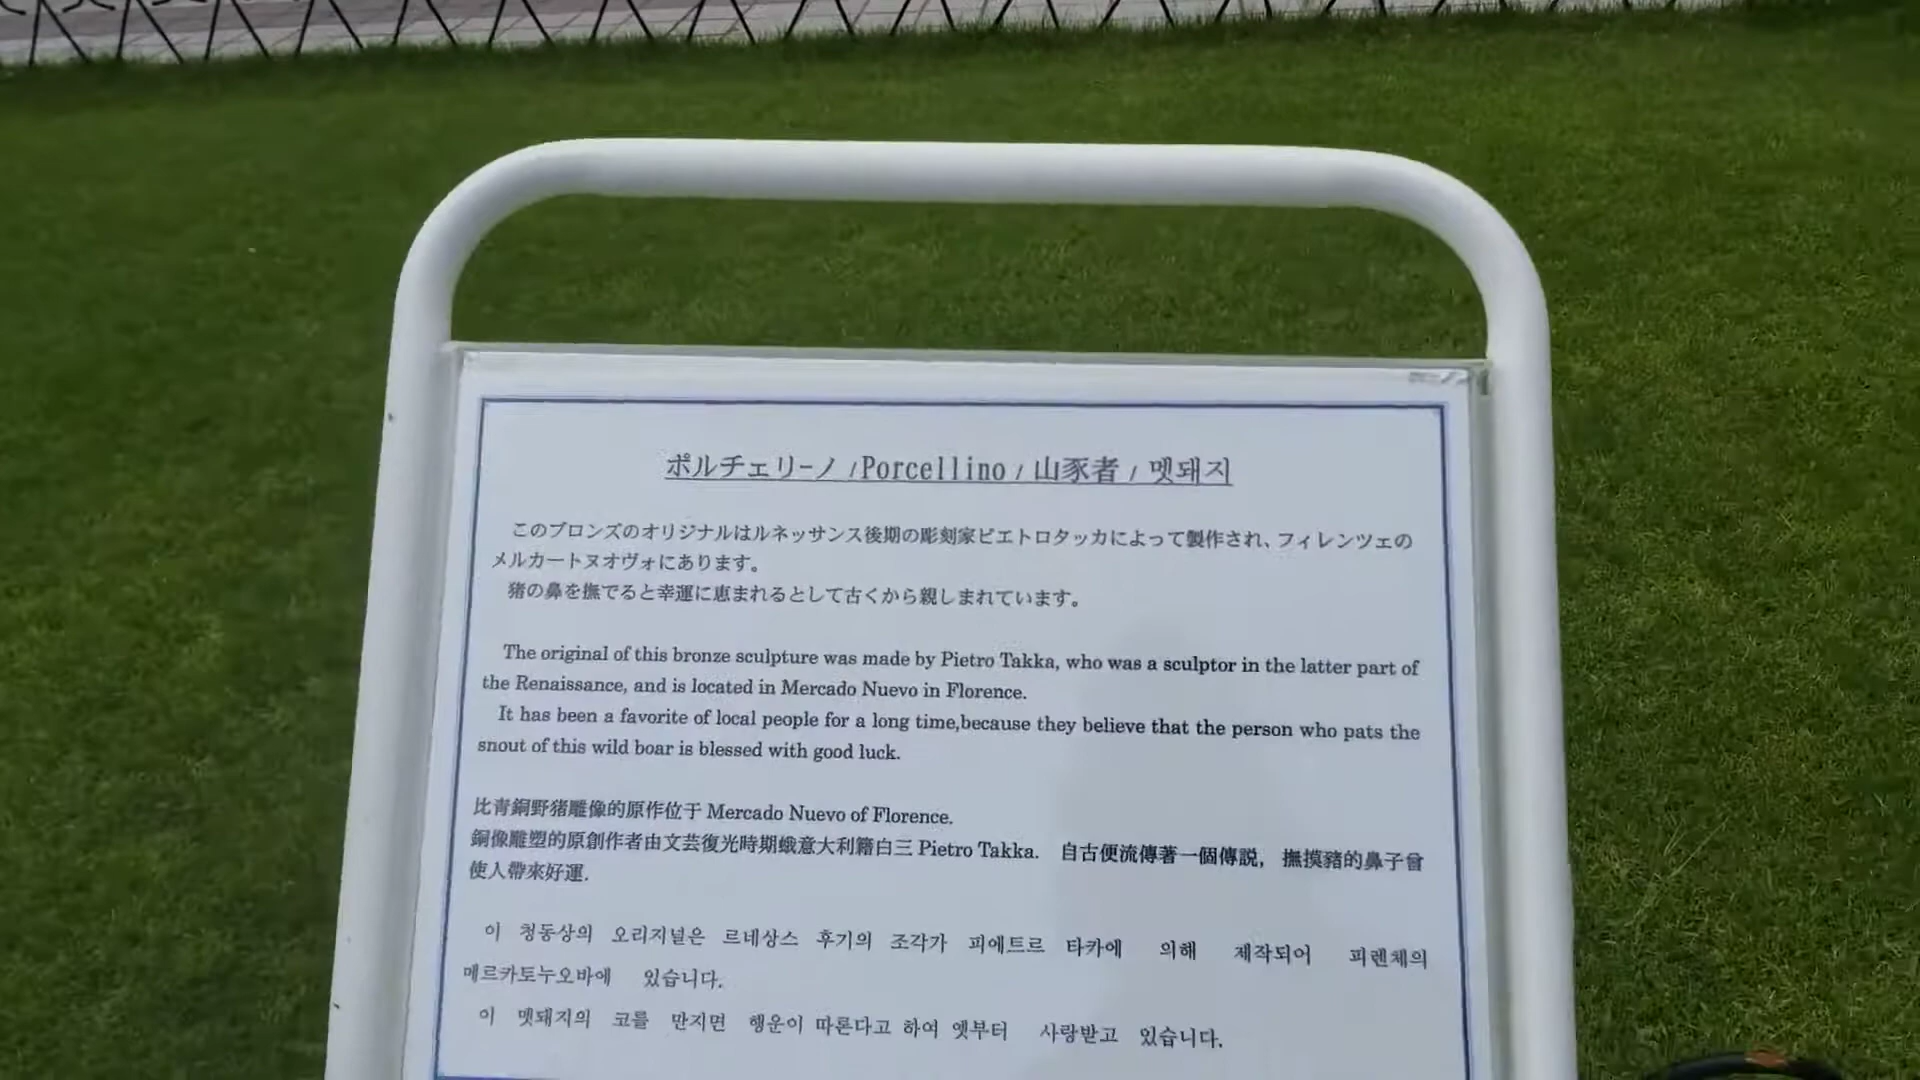 ポルチェリーノ /Porcellino / 山豕者 / 멧돼지
このブロンズのオリジナルはルネッサンス後期の彫刻家ピエトロタッカによって製作され、フィレンツェの
メルカートヌオヴォにあります。
猪の鼻を撫でると幸運に恵まれるとして古くから親しまれています。
The original of this bronze sculpture was made by Pietro Takka, who was a sculptor in the latter part of
the Renaissance, and is located in Mercado Nuevo in Florence.
It has been a favorite of local people for a long time,because they believe that the person who pats the
snout of this wild boar is blessed with good luck.
比青銅野猪雕像的原作位于 Mercado Nuevo of Florence.
銅像雕塑的原創作者由文芸復光時期蛾意大利籍白三 Pietro Takka. 自古便流傳著一個傳説, 撫摸豬的鼻子曾
使人帶來好運.
이 청동상의 오리지널은 르네상스 후기의 조각가 피에트르 타카에 의해 제작되어 피렌체의
메르카토누오바에 있습니다.
이 멧돼지의 코를 만지면 행운이 따른다고 하여 옛부터 사랑받고 있습니다.